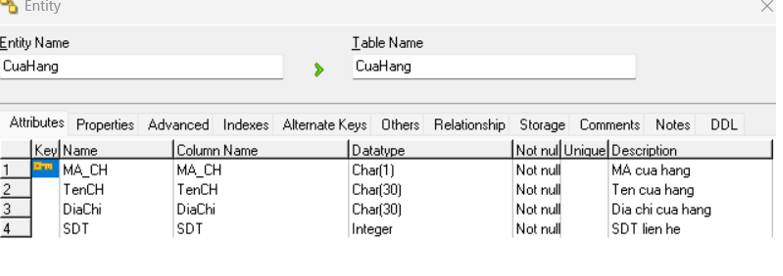 Entity
Entity Name Table Name
CuaHang CuaHang
Attributes Properties Advanced Indexes Alternate Keys Others Relationship Storage Comments Notes DDL
Key Name Column Name Datatype Not nul Unique Description
1 MA_CH MA_CH Char(1) Not null MA cua hang
2 TenCH TenCH Char(30) Not null Ten cua hang
3 DiaChi DiaChi Char(30) Not null Dia chi cua hang
4 SDT SDT Integer Not null SDT lien he